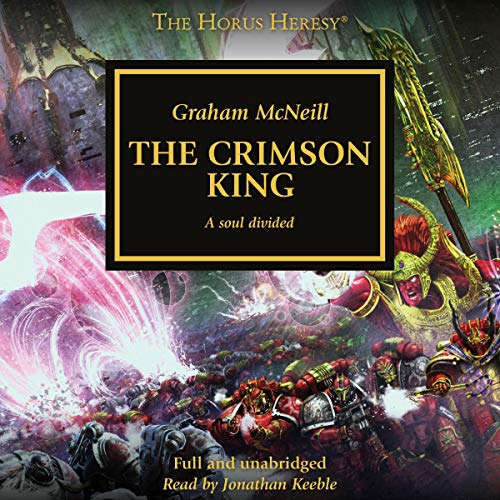 THE HORUS HERESY®
Graham McNeill
THE CRIMSON
KING
A soul divided
Full and unabridged
Read by Jonathan Keeble